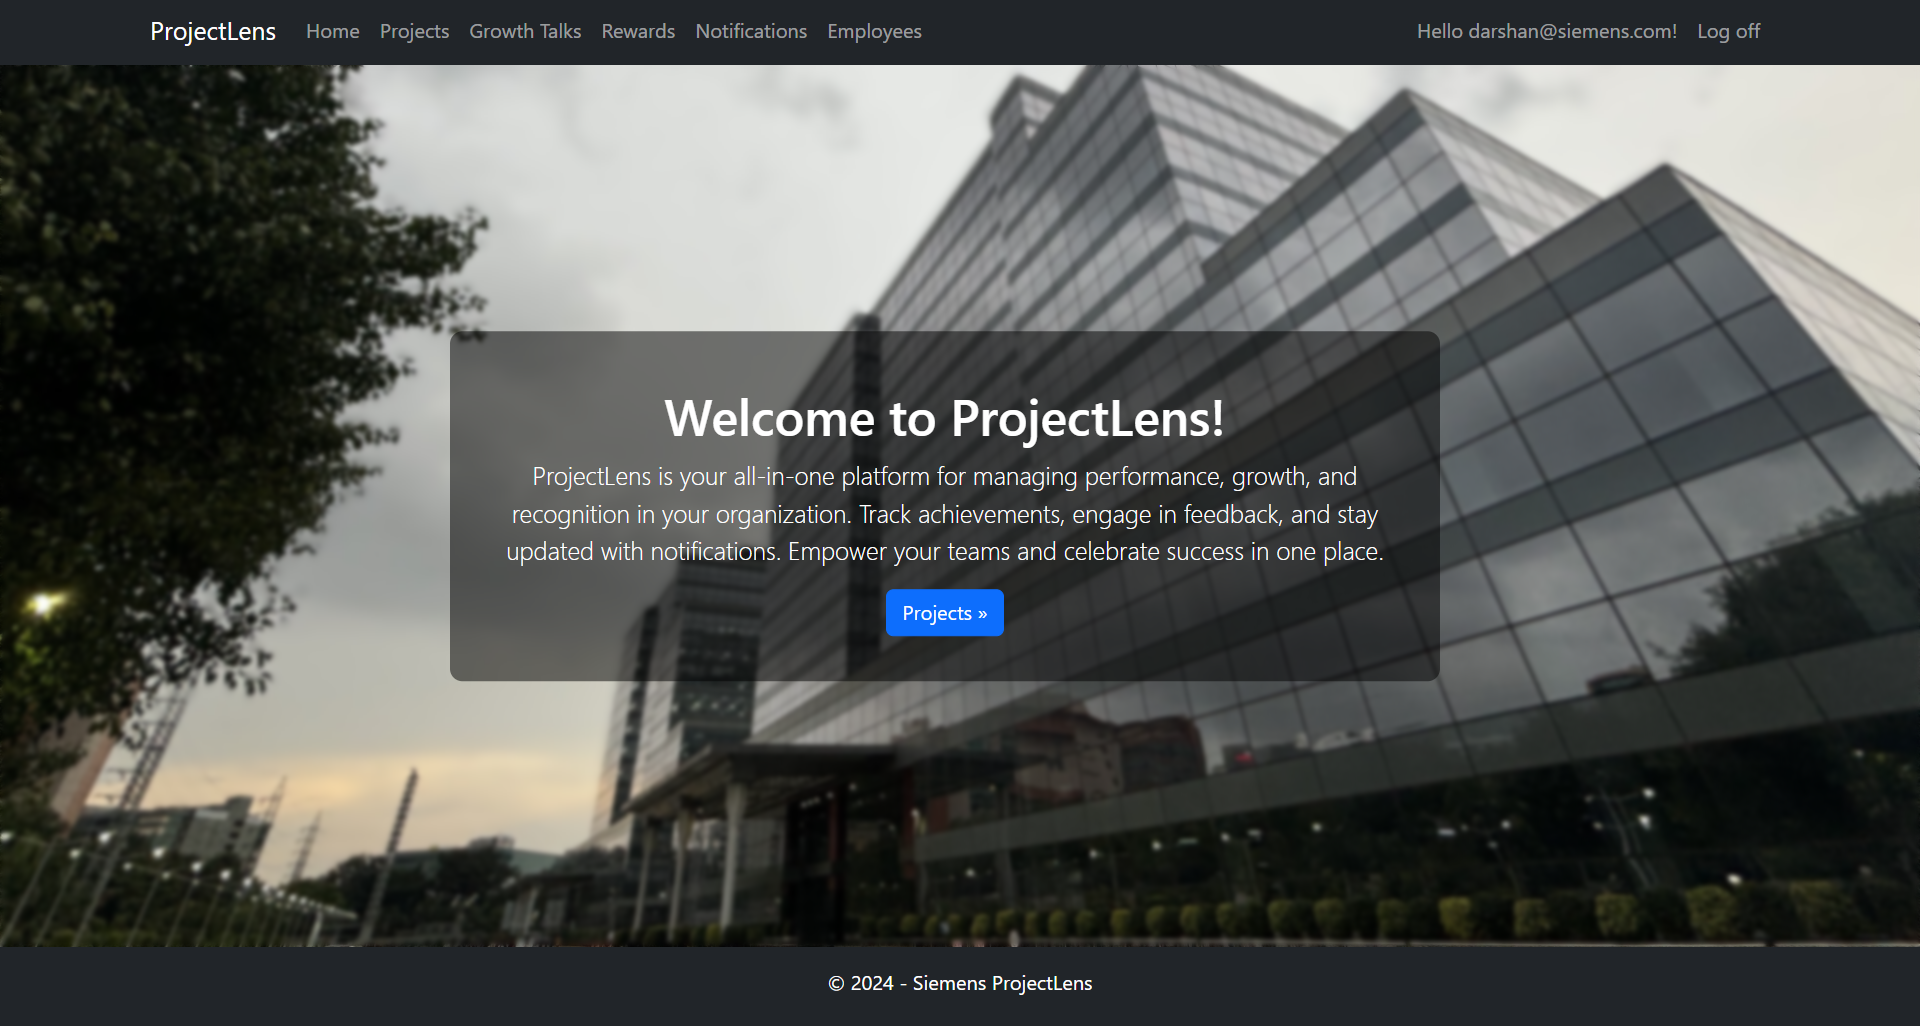 ProjectLens Home Projects Growth Talks Rewards Notifications Employees Hello darshan@siemens.com! Log off
Welcome to ProjectLens!
ProjectLens is your all-in-one platform for managing performance, growth, and
recognition in your organization. Track achievements, engage in feedback, and stay
updated with notifications. Empower your teams and celebrate success in one place.
Projects »
© 2024 - Siemens ProjectLens